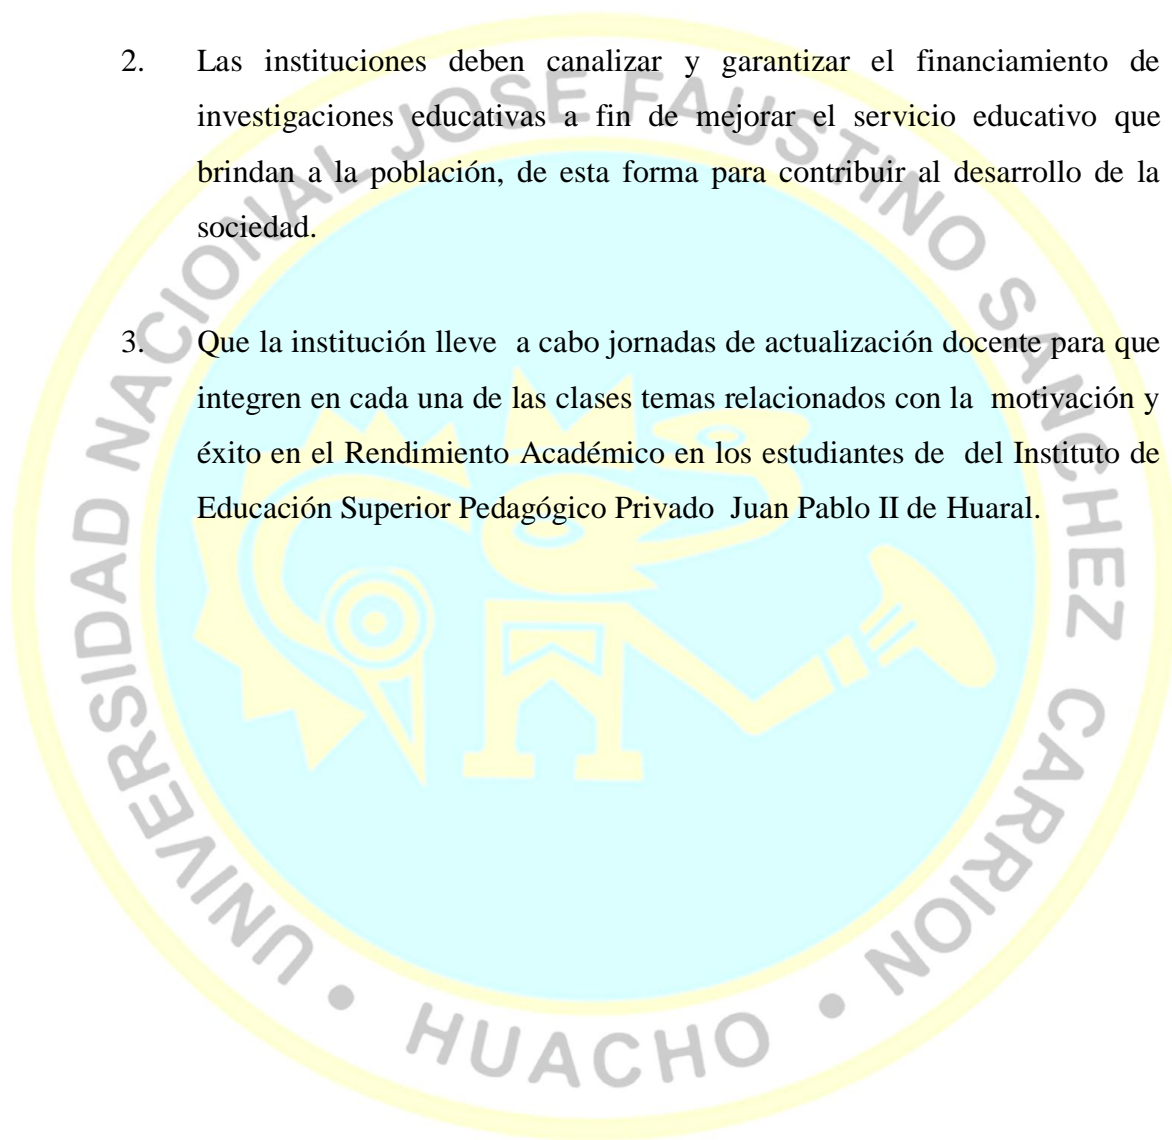 2. Las instituciones deben canalizar y garantizar el financiamiento de
investigaciones educativas a fin de mejorar el servicio educativo que
brindan a la población, de esta forma para contribuir al desarrollo de la
sociedad.
3. Que la institución lleve a cabo jornadas de actualización docente para que
integren en cada una de las clases temas relacionados con la motivación y
éxito en el Rendimiento Académico en los estudiantes de del Instituto de
Educación Superior Pedagógico Privado Juan Pablo II de Huaral.
UNIVERSIDAD NACIONAL JOSE FAUSTINO SANCHEZ CARRION • HUACHO •